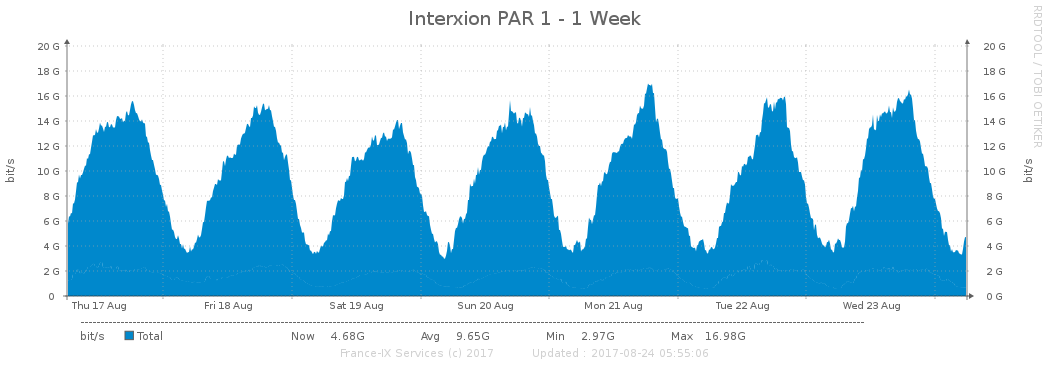 Interxion PAR 1 - 1 Week
RRDTOOL / TOBI OETIKER
bit/s
20 G 20 G
18 G 18 G
16 G 16 G
14 G 14 G
12 G 12 G
10 G 10 G
8 G 8 G
6 G 6 G
4 G 4 G
2 G 2 G
0 0 G
bit/s
Thu 17 Aug Fri 18 Aug Sat 19 Aug Sun 20 Aug Mon 21 Aug Tue 22 Aug Wed 23 Aug
bit/s Total Now 4.68G Avg 9.65G Min 2.97G Max 16.98G
France-IX Services (c) 2017 Updated : 2017-08-24 05:55:06